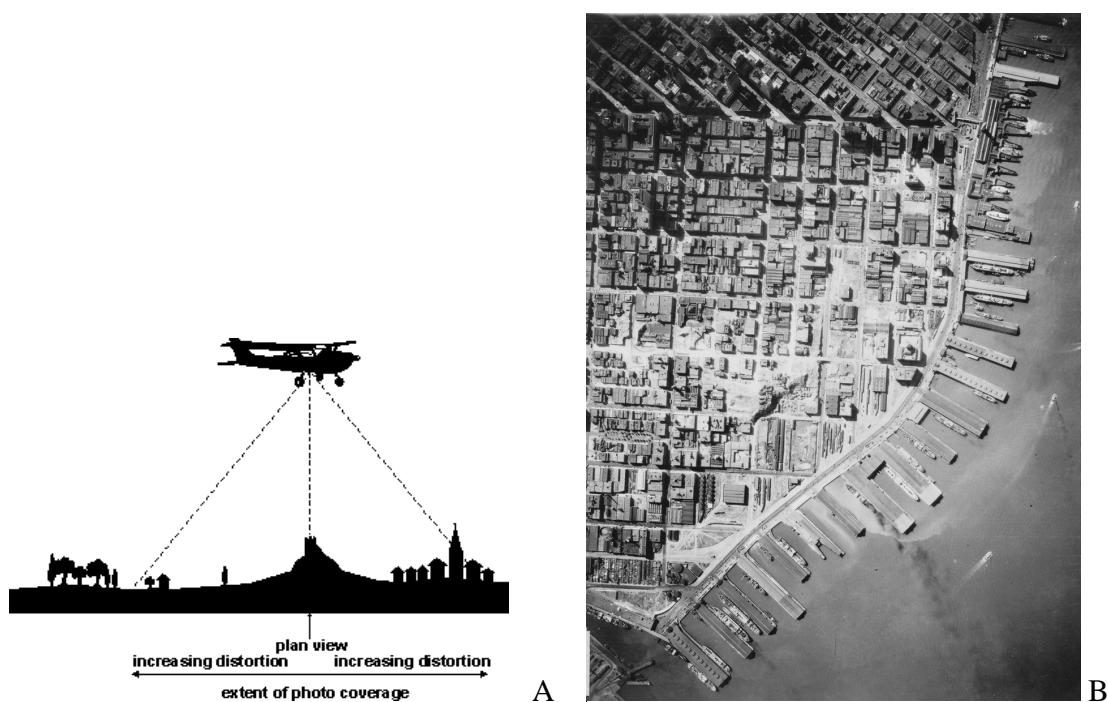 plan view
increasing distortion increasing distortion
extent of photo coverage
A
B